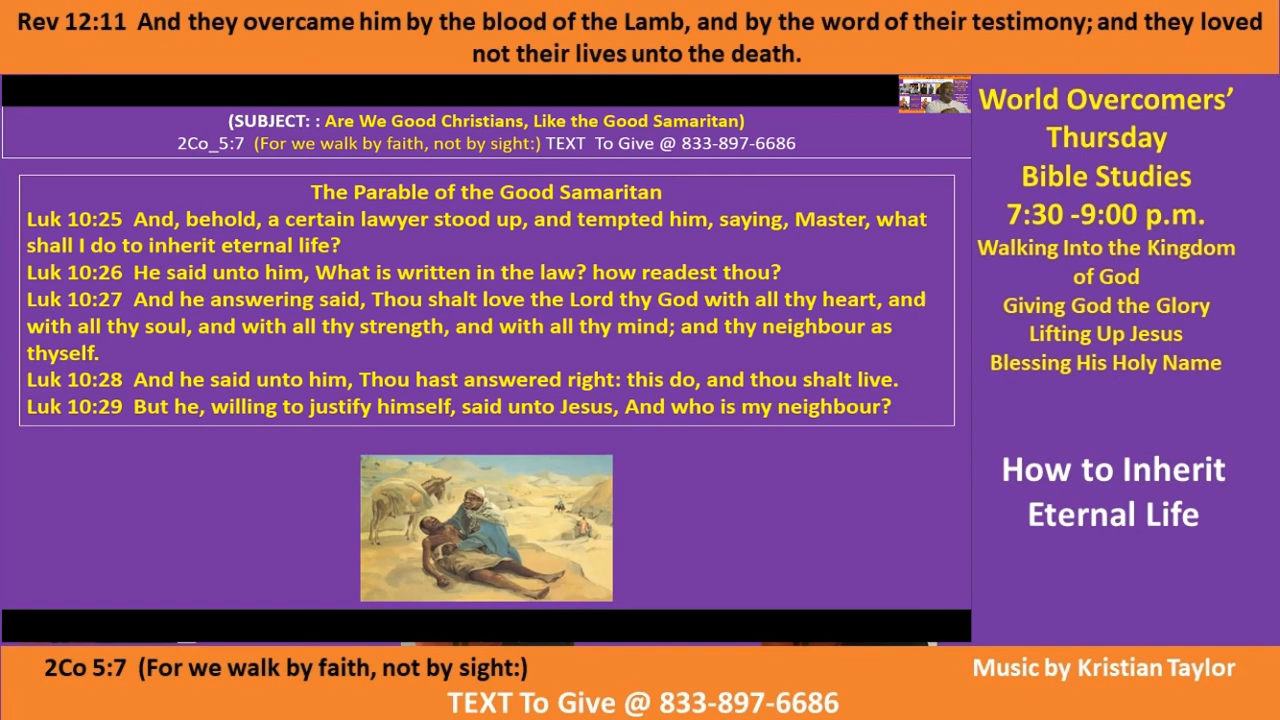 Rev 12:11 And they overcame him by the blood of the Lamb, and by the word of their testimony; and they loved
not their lives unto the death.
(SUBJECT: : Are We Good Christians, Like the Good Samaritan)
2Co_5:7 (For we walk by faith, not by sight:) TEXT To Give @ 833-897-6686
The Parable of the Good Samaritan
Luk 10:25 And, behold, a certain lawyer stood up, and tempted him, saying, Master, what
shall I do to inherit eternal life?
Luk 10:26 He said unto him, What is written in the law? how readest thou?
Luk 10:27 And he answering said, Thou shalt love the Lord thy God with all thy heart, and
with all thy soul, and with all thy strength, and with all thy mind; and thy neighbour as
thyself.
Luk 10:28 And he said unto him, Thou hast answered right: this do, and thou shalt live.
Luk 10:29 But he, willing to justify himself, said unto Jesus, And who is my neighbour?
World Overcomers’
Thursday
Bible Studies
7:30 -9:00 p.m.
Walking Into the Kingdom
of God
Giving God the Glory
Lifting Up Jesus
Blessing His Holy Name
How to Inherit
Eternal Life
2Co 5:7 (For we walk by faith, not by sight:)
Music by Kristian Taylor
TEXT To Give @ 833-897-6686